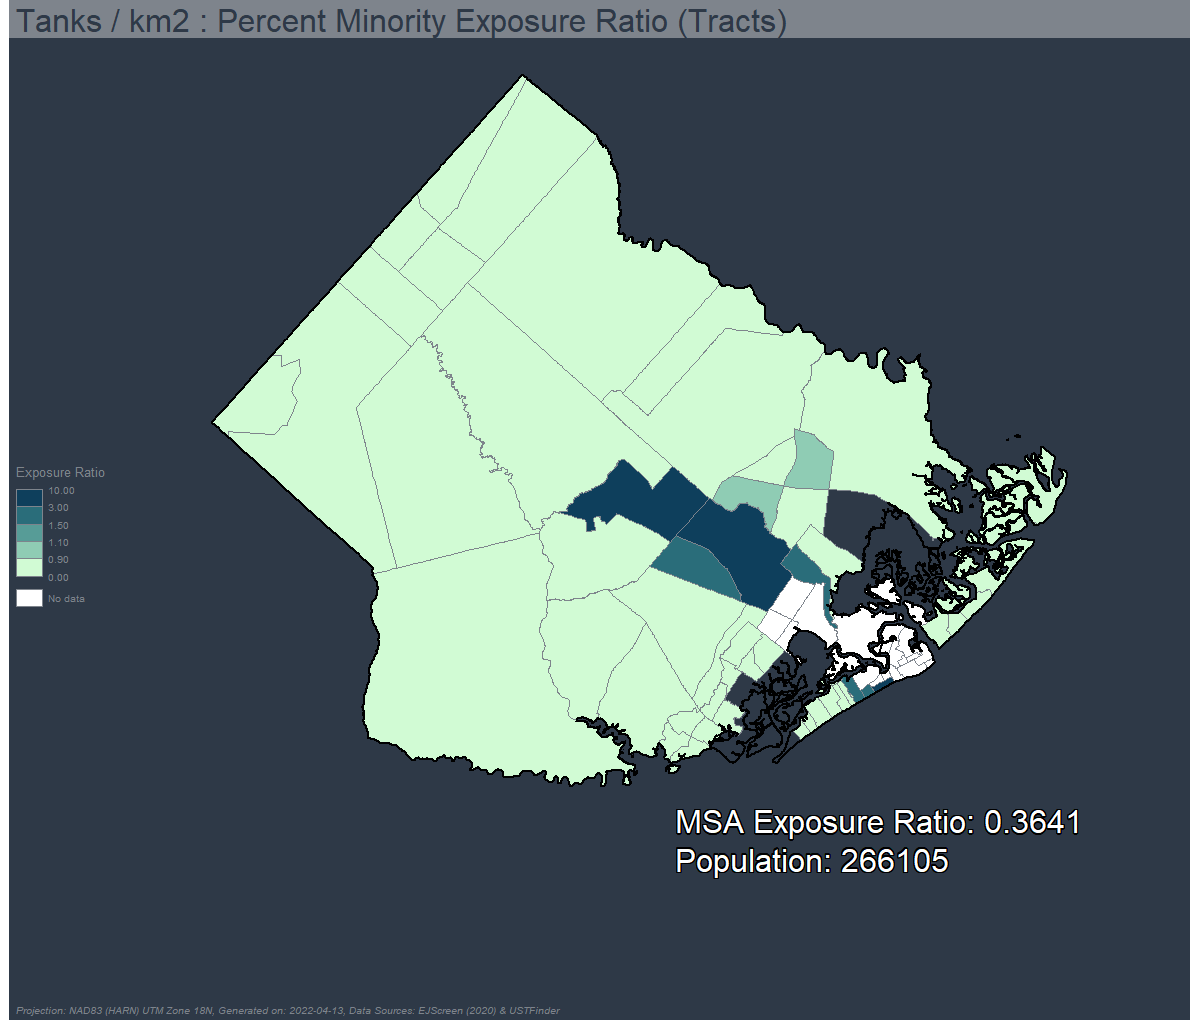 Tanks / km2 : Percent Minority Exposure Ratio (Tracts)
Exposure Ratio
10.00
3.00
1.50
1.10
0.90
0.00
No data
MSA Exposure Ratio: 0.3641
Population: 266105
Projection: NAD83 (HARN) UTM Zone 18N, Generated on: 2022-04-13, Data Sources: EJScreen (2020) & USTFinder